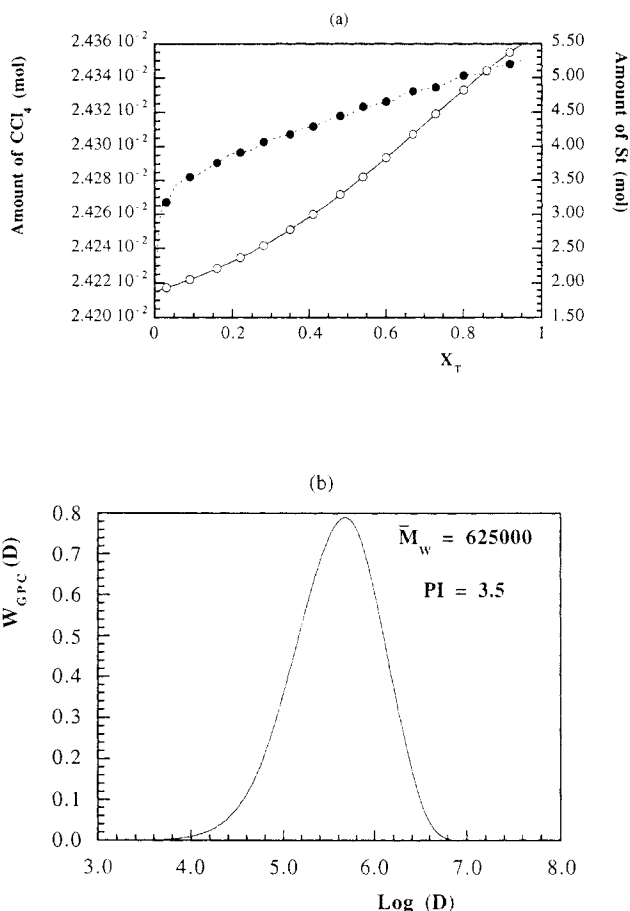 (a)
Amount of CCl4 (mol)
2.436 10-2
2.434 10-2
2.432 10-2
2.430 10-2
2.428 10-2
2.426 10-2
2.424 10-2
2.422 10-2
2.420 10-2
5.50
5.00
4.50
4.00
3.50
3.00
2.50
2.00
1.50
Amount of St (mol)
0 0.2 0.4 0.6 0.8 1
XT
(b)
WGPC(D)
0.8
0.7
0.6
0.5
0.4
0.3
0.2
0.1
0.0
M̄w = 625000
PI = 3.5
3.0 4.0 5.0 6.0 7.0 8.0
Log (D)